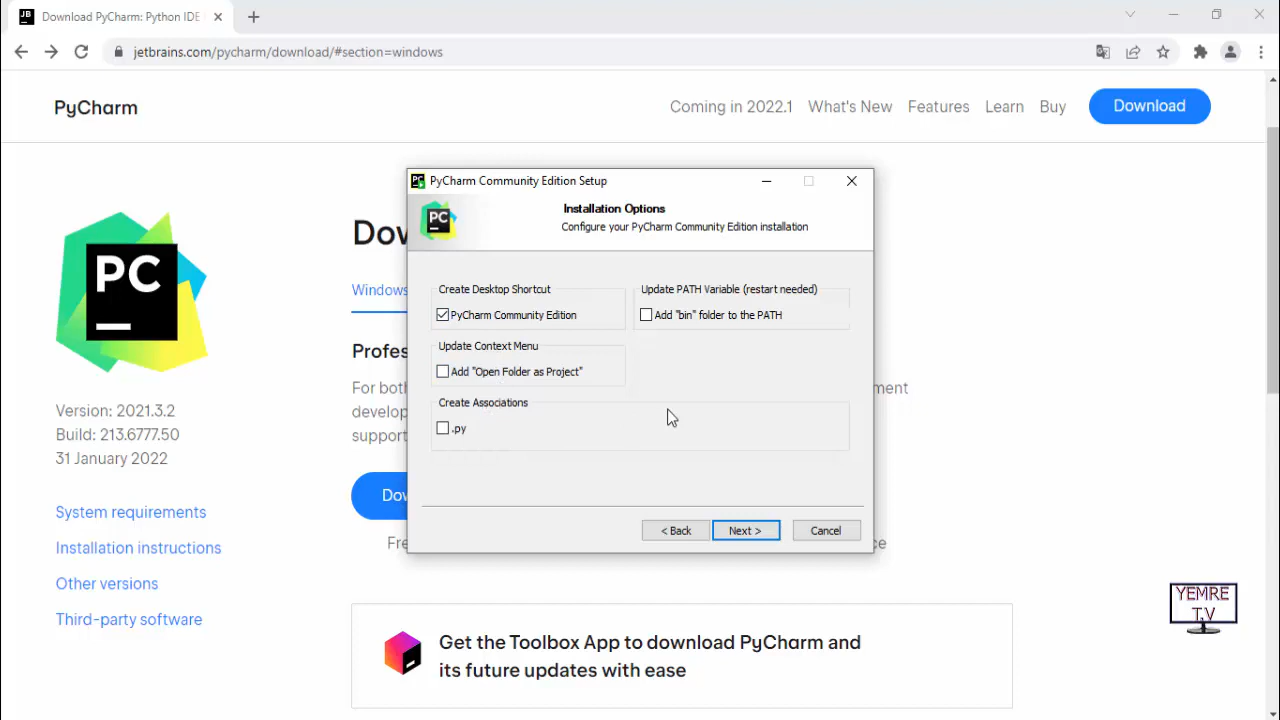 Download PyCharm: Python IDE
jetbrains.com/pycharm/download/#section=windows
PyCharm
Coming in 2022.1
What's New
Features
Learn
Buy
Download
PyCharm Community Edition Setup
Installation Options
Configure your PyCharm Community Edition installation
Create Desktop Shortcut
PyCharm Community Edition
Update PATH Variable (restart needed)
Add "bin" folder to the PATH
Update Context Menu
Add "Open Folder as Project"
Create Associations
.py
< Back
Next >
Cancel
PC
Version: 2021.3.2
Build: 213.6777.50
31 January 2022
System requirements
Installation instructions
Other versions
Third-party software
Dow
Windows
Profes
For both
ment
develop
support
Dow
Free
ce
Get the Toolbox App to download PyCharm and
its future updates with ease
YEMRE
T.V